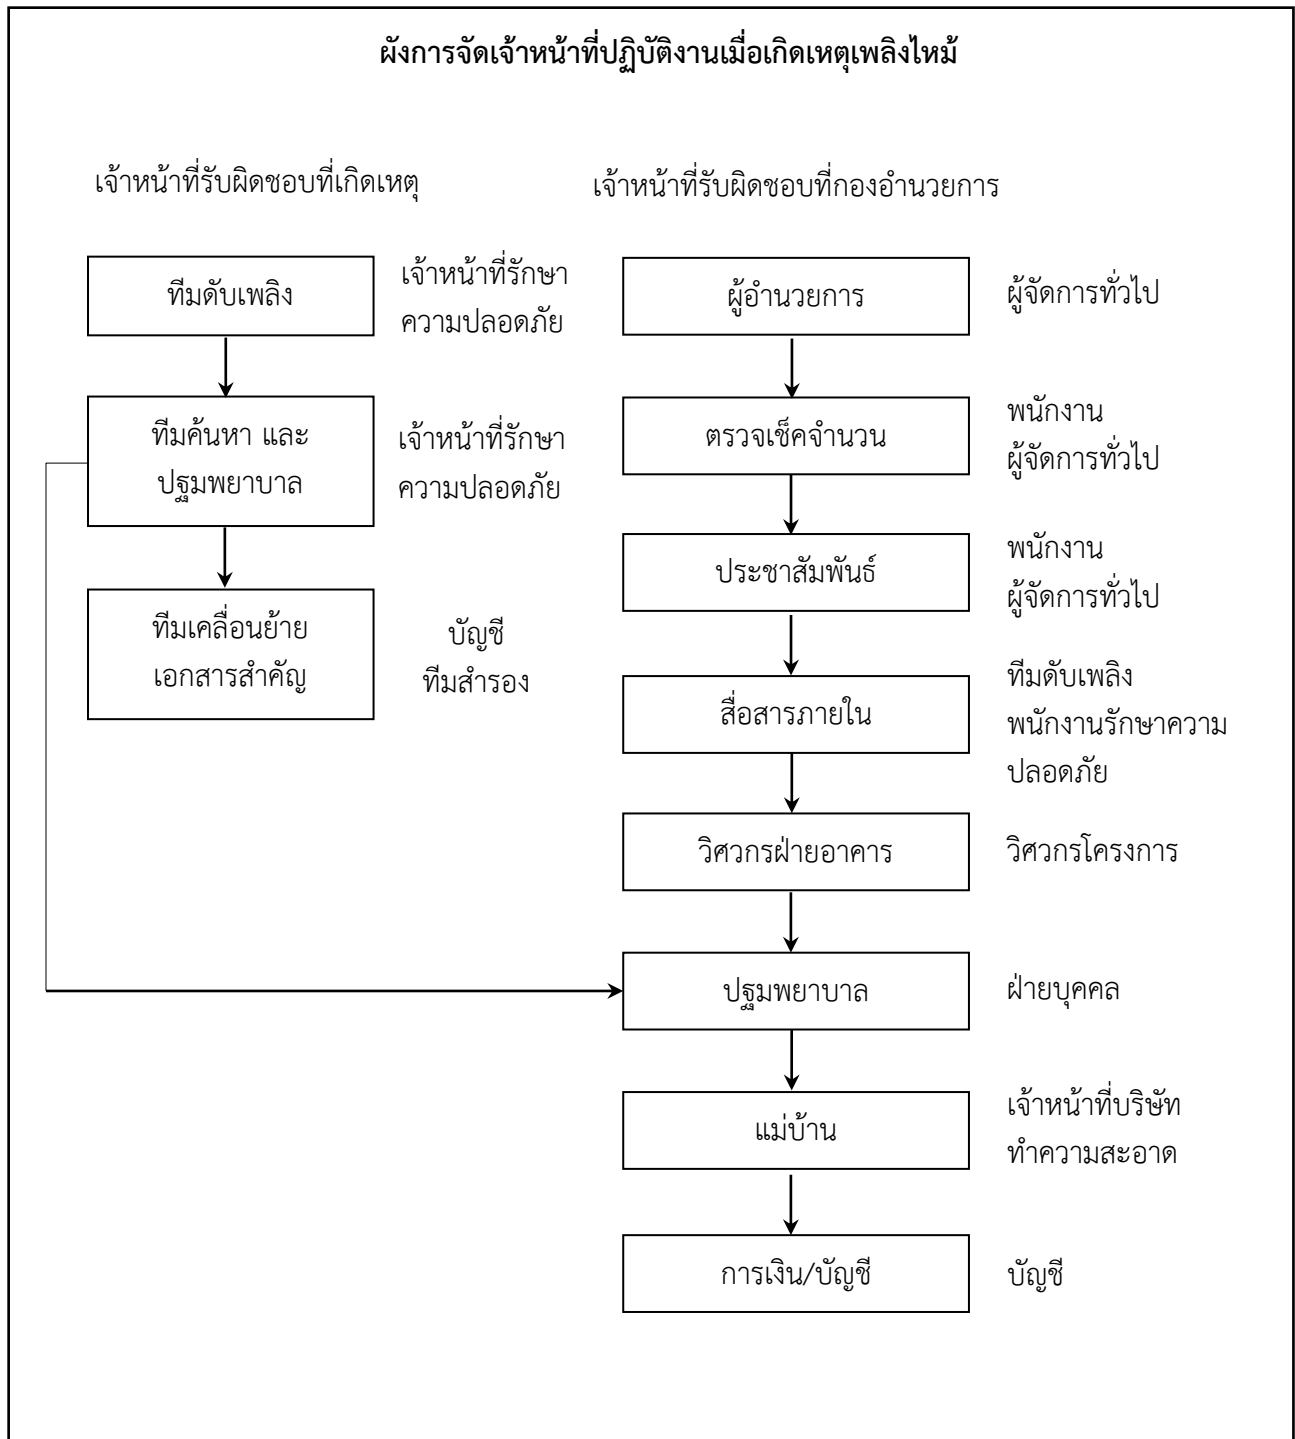 ผังการจัดเจ้าหน้าที่ปฏิบัติงานเมื่อเกิดเหตุเพลิงไหม้
เจ้าหน้าที่รับผิดชอบที่เกิดเหตุ
ทีมดับเพลิง
เจ้าหน้าที่รักษา
ความปลอดภัย
ทีมค้นหา และ
ปฐมพยาบาล
เจ้าหน้าที่รักษา
ความปลอดภัย
ทีมเคลื่อนย้าย
เอกสารสำคัญ
บัญชี
ทีมสำรอง
เจ้าหน้าที่รับผิดชอบที่กองอำนวยการ
ผู้อำนวยการ
ผู้จัดการทั่วไป
ตรวจเช็คจำนวน
พนักงาน
ผู้จัดการทั่วไป
ประชาสัมพันธ์
พนักงาน
ผู้จัดการทั่วไป
สื่อสารภายใน
ทีมดับเพลิง
พนักงานรักษาความ
ปลอดภัย
วิศวกรฝ่ายอาคาร
วิศวกรโครงการ
ปฐมพยาบาล
ฝ่ายบุคคล
แม่บ้าน
เจ้าหน้าที่บริษัท
ทำความสะอาด
การเงิน/บัญชี
บัญชี